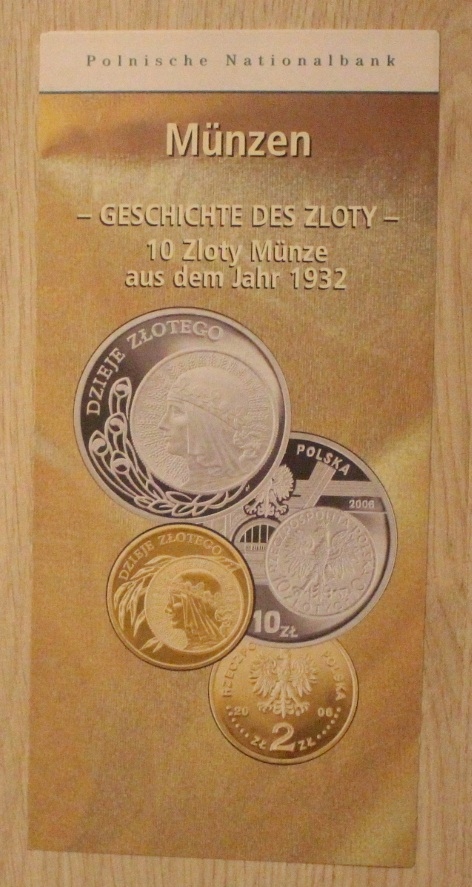 Polnische Nationalbank
Münzen
– GESCHICHTE DES ZLOTY –
10 Zloty Münze
aus dem Jahr 1932
DZIEJE ZŁOTEGO
POLSKA
2006
10 ZŁ
DZIEJE ZŁOTEGO
RZECZPO POLSKA
20 06
ZŁ 2 ZŁ